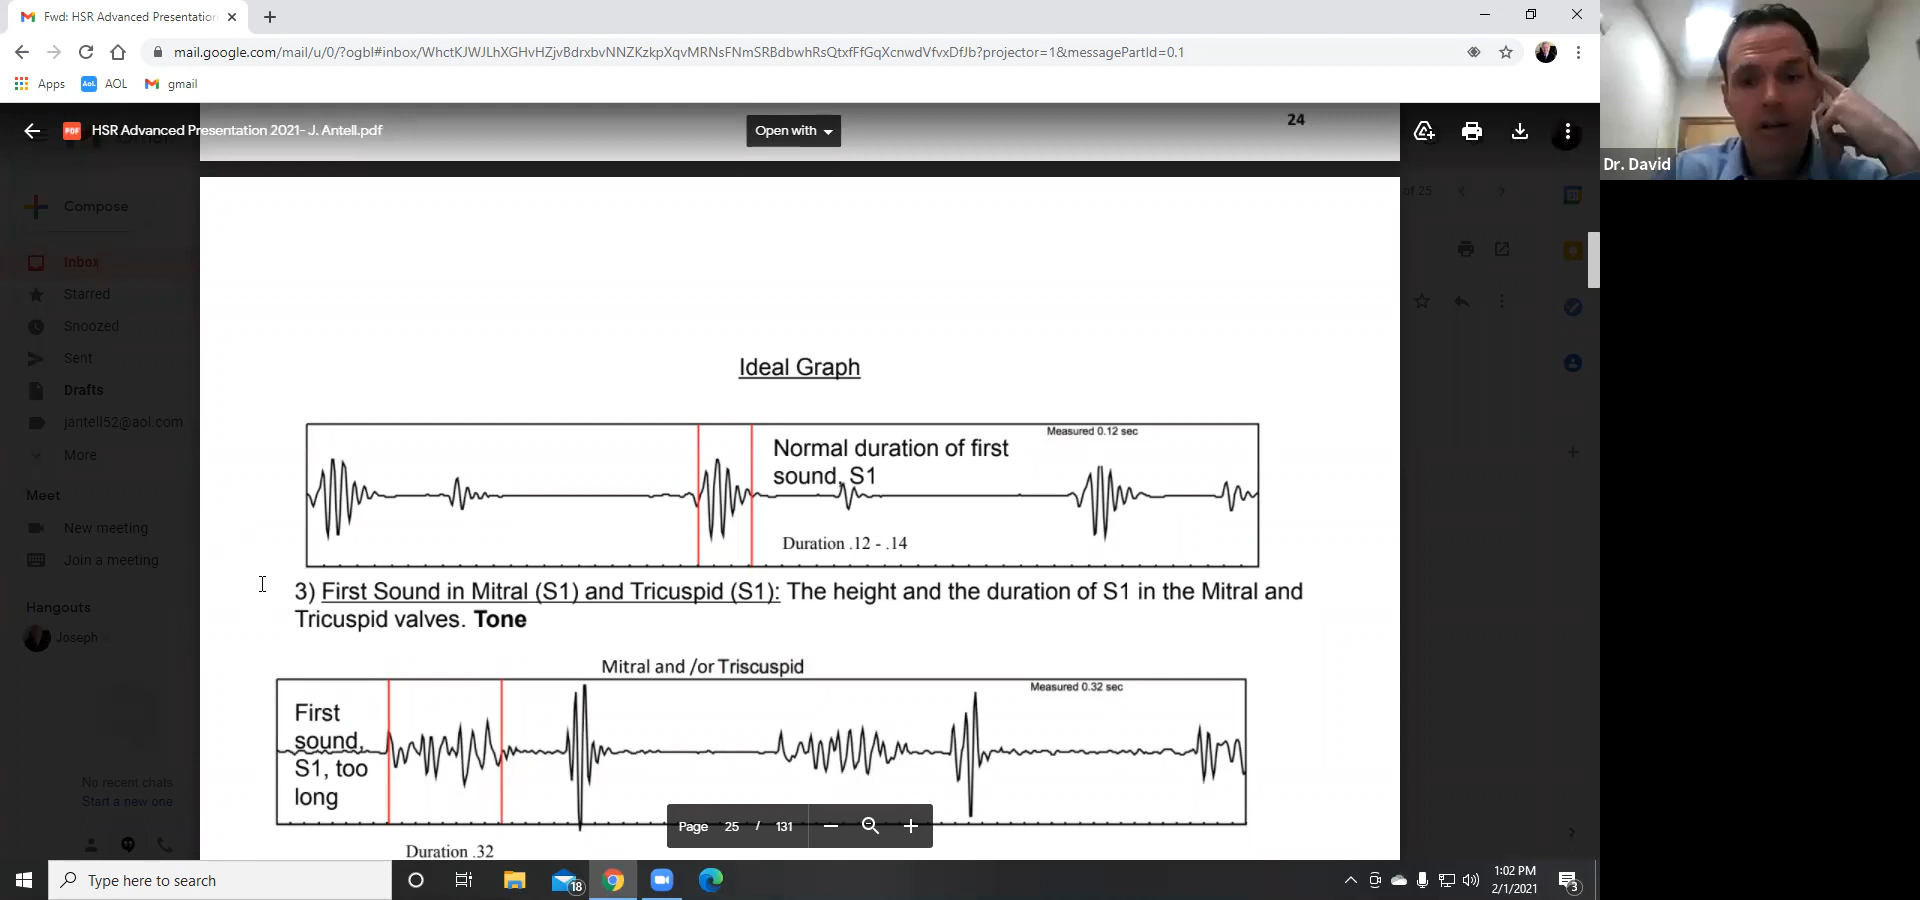 Fwd: HSR Advanced Presentation
mail.google.com/mail/u/0/?ogbl#inbox/WhctKJWJLhXGHvHZjvBdrxbvNNZKzkpXqvMRNsFNmSRBdbwhRsQtxfFfGqXcnwdVfvxDfJb?projector=1&messagePartId=0.1
Apps
AOL
gmail
PDF
HSR Advanced Presentation 2021- J. Antell.pdf
Open with
24
Dr. David
Compose
of 25
Inbox
Starred
Snoozed
Sent
Drafts
jantell52@aol.com
More
Meet
New meeting
Join a meeting
Hangouts
Joseph
No recent chats
Start a new one
Ideal Graph
Measured 0.12 sec
Normal duration of first
sound, S1
Duration .12 - .14
3) First Sound in Mitral (S1) and Tricuspid (S1): The height and the duration of S1 in the Mitral and
Tricuspid valves. Tone
Mitral and /or Triscuspid
Measured 0.32 sec
First
sound,
S1, too
long
Duration .32
Page 25 / 131
Type here to search
18
1:02 PM
2/1/2021
3